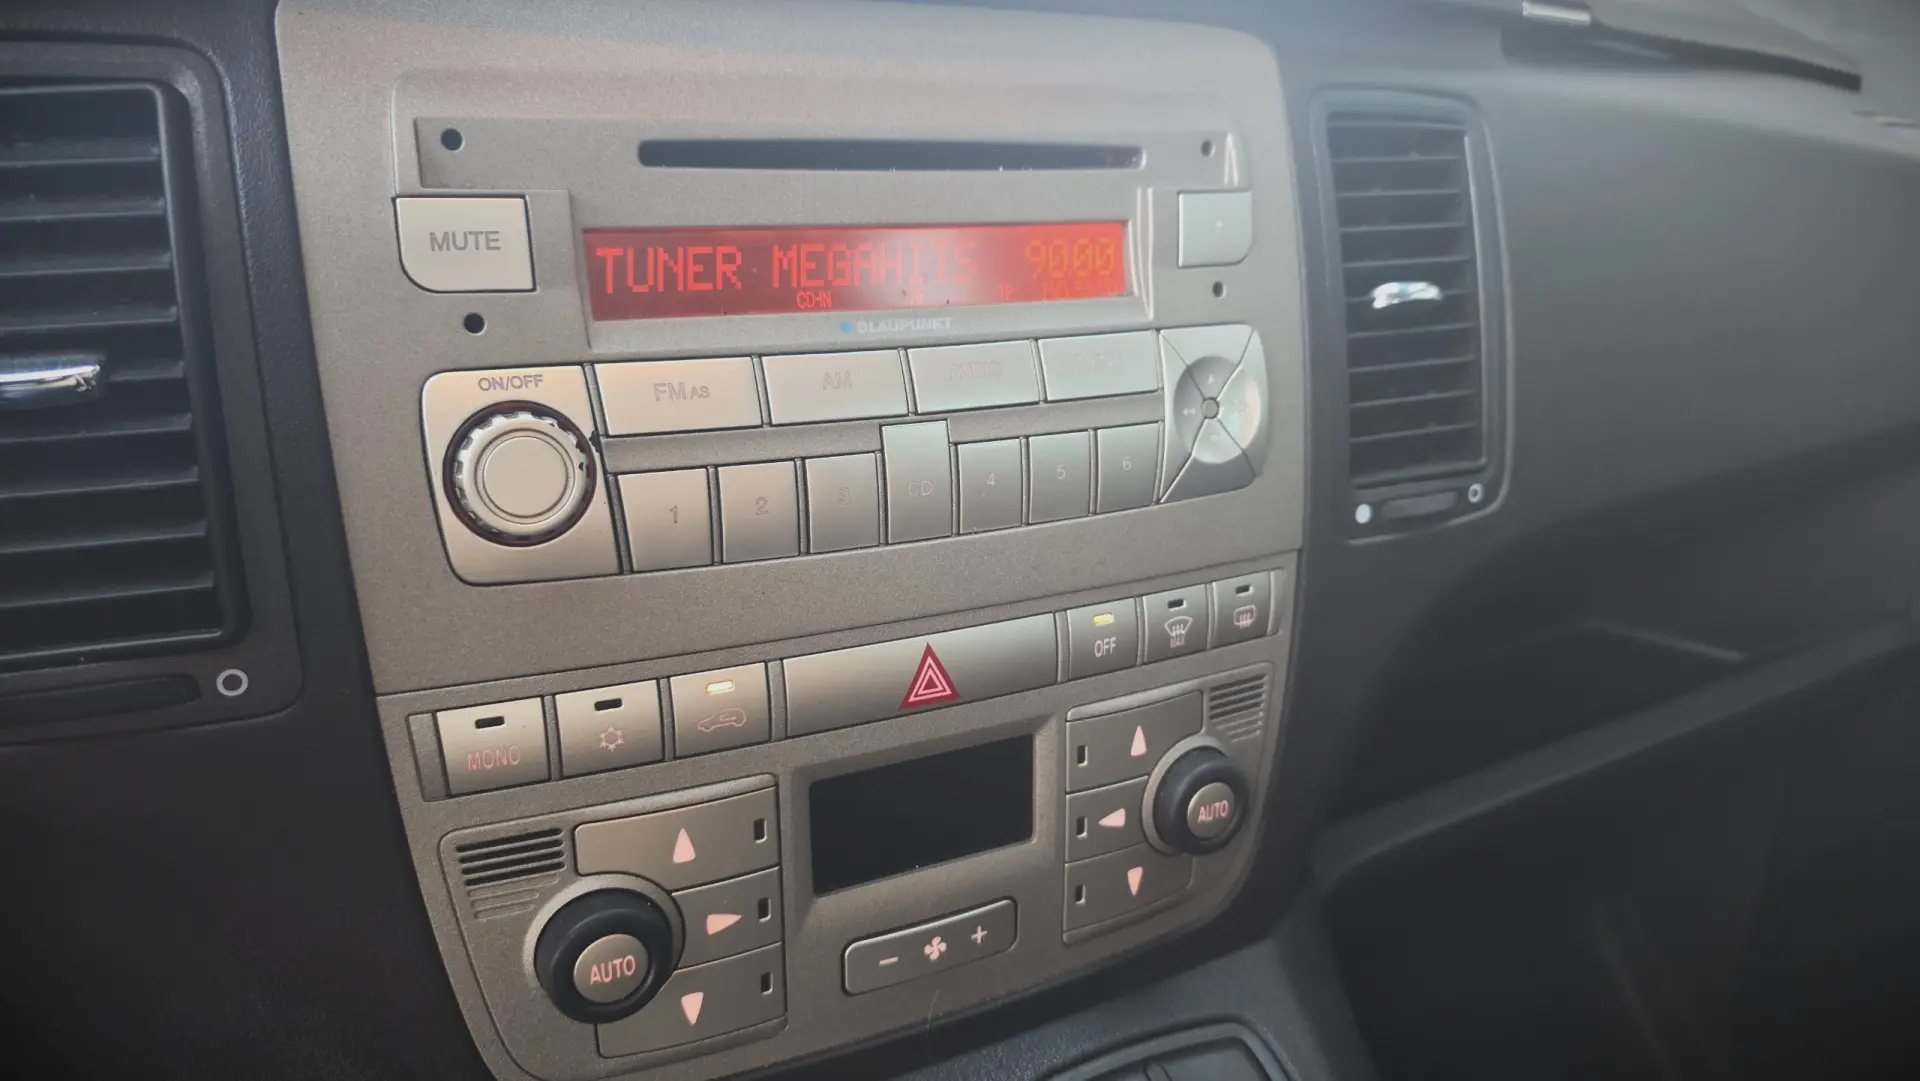 MUTE
TUNER MEGAHITS 90.00
CD-IN
TP
BLAUPUNKT
ON/OFF
FM AS
AM
1
2
3
CD
4
5
6
OFF
MAX
MONO
AUTO
- +
AUTO